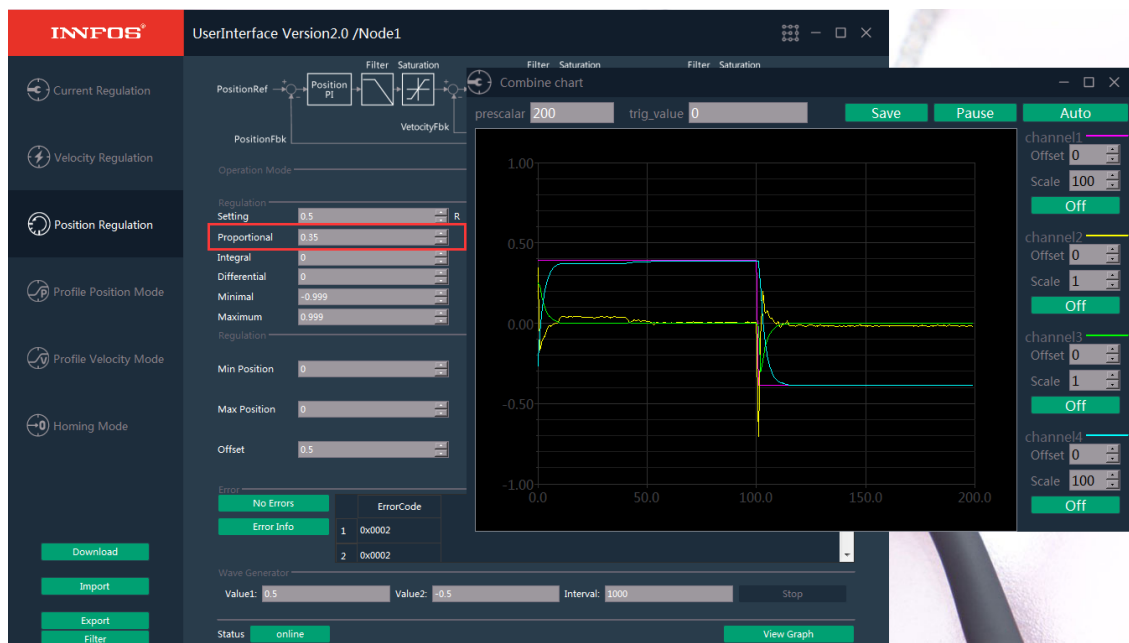 INNFOS®
UserInterface Version2.0 /Node1
Current Regulation
Velocity Regulation
Position Regulation
Profile Position Mode
Profile Velocity Mode
Homing Mode
Download
Import
Export
Filter
Filter Saturation
Filter Saturation
Filter Saturation
PositionRef
+
-
Position
PI
+
-
PositionFbk
VetocityFbk
Operation Mode
Regulation
Setting 0.5 R
Proportional 0.35
Integral 0
Differential 0
Minimal -0.999
Maximum 0.999
Regulation
Min Position 0
Max Position 0
Offset 0.5
Error
No Errors
Error Info
ErrorCode
1 0x0002
2 0x0002
Wave Generator
Value1: 0.5 Value2: -0.5 Interval: 1000 Stop
Status online View Graph
Combine chart
prescalar 200 trig_value 0 Save Pause Auto
1.00
0.50
0.00
-0.50
-1.00
0.0 50.0 100.0 150.0 200.0
channel1
Offset 0
Scale 100
Off
channel2
Offset 0
Scale 1
Off
channel3
Offset 0
Scale 1
Off
channel4
Offset 0
Scale 100
Off